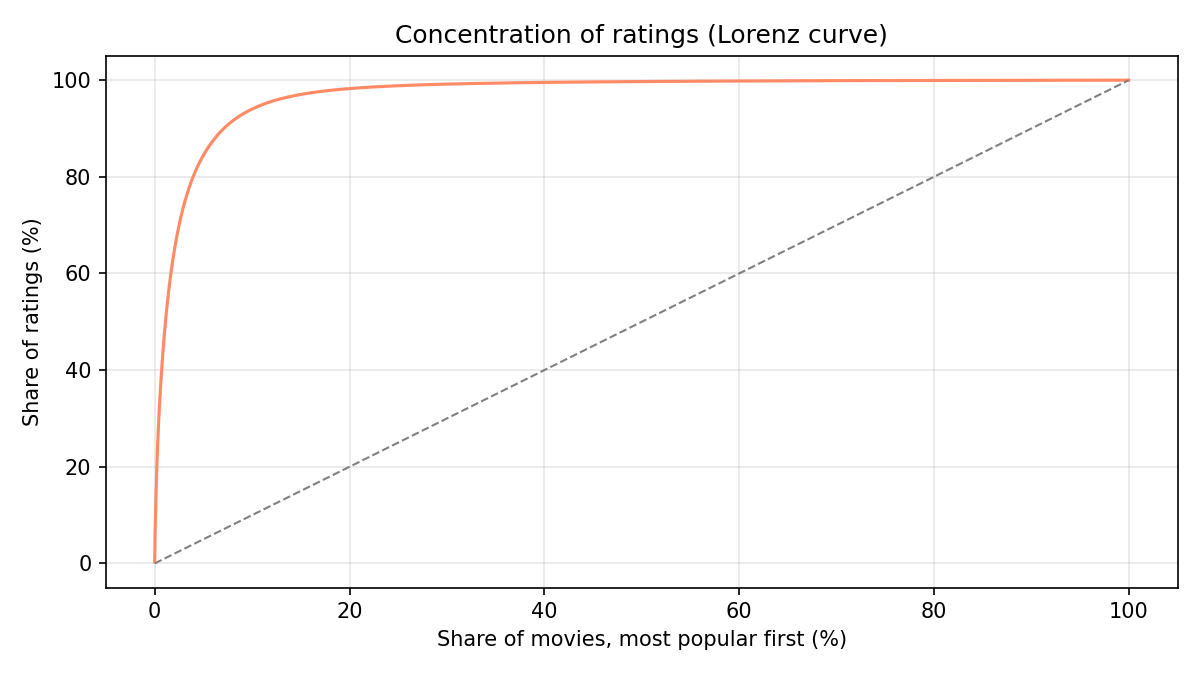 Concentration of ratings (Lorenz curve)
Share of ratings (%)
100
80
60
40
20
0
0 20 40 60 80 100
Share of movies, most popular first (%)